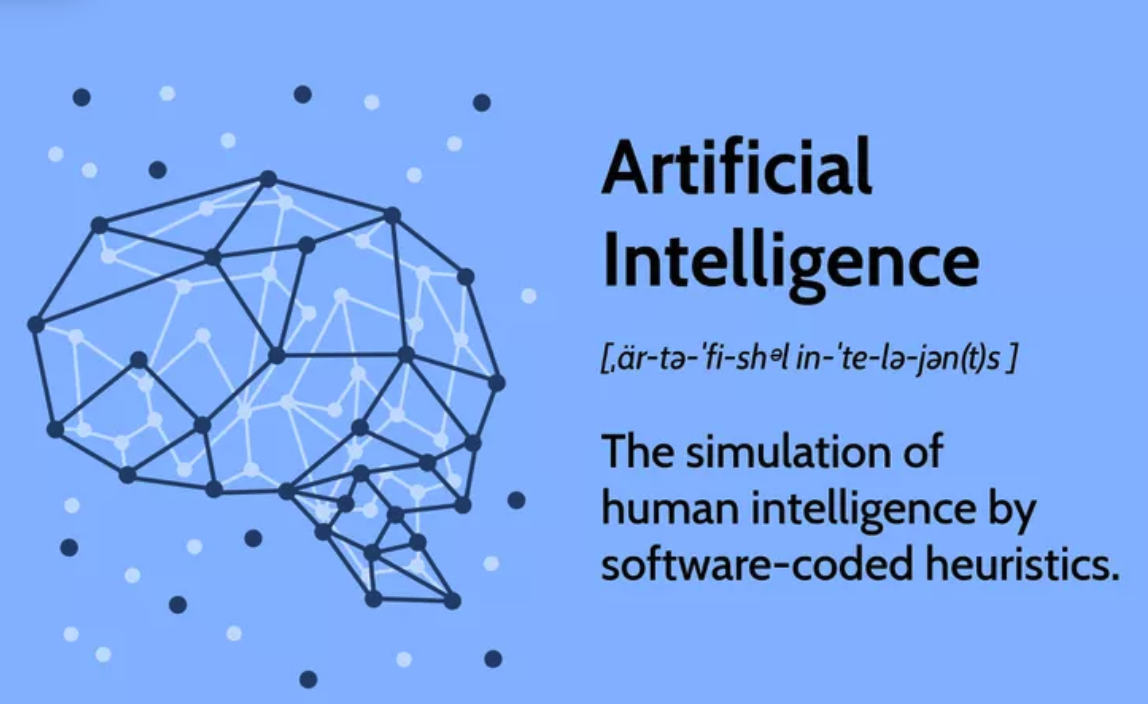 Artificial
Intelligence
[ˌär-tə-ˈfi-shᵊl in-ˈte-lə-jən(t)s ]
The simulation of
human intelligence by
software-coded heuristics.